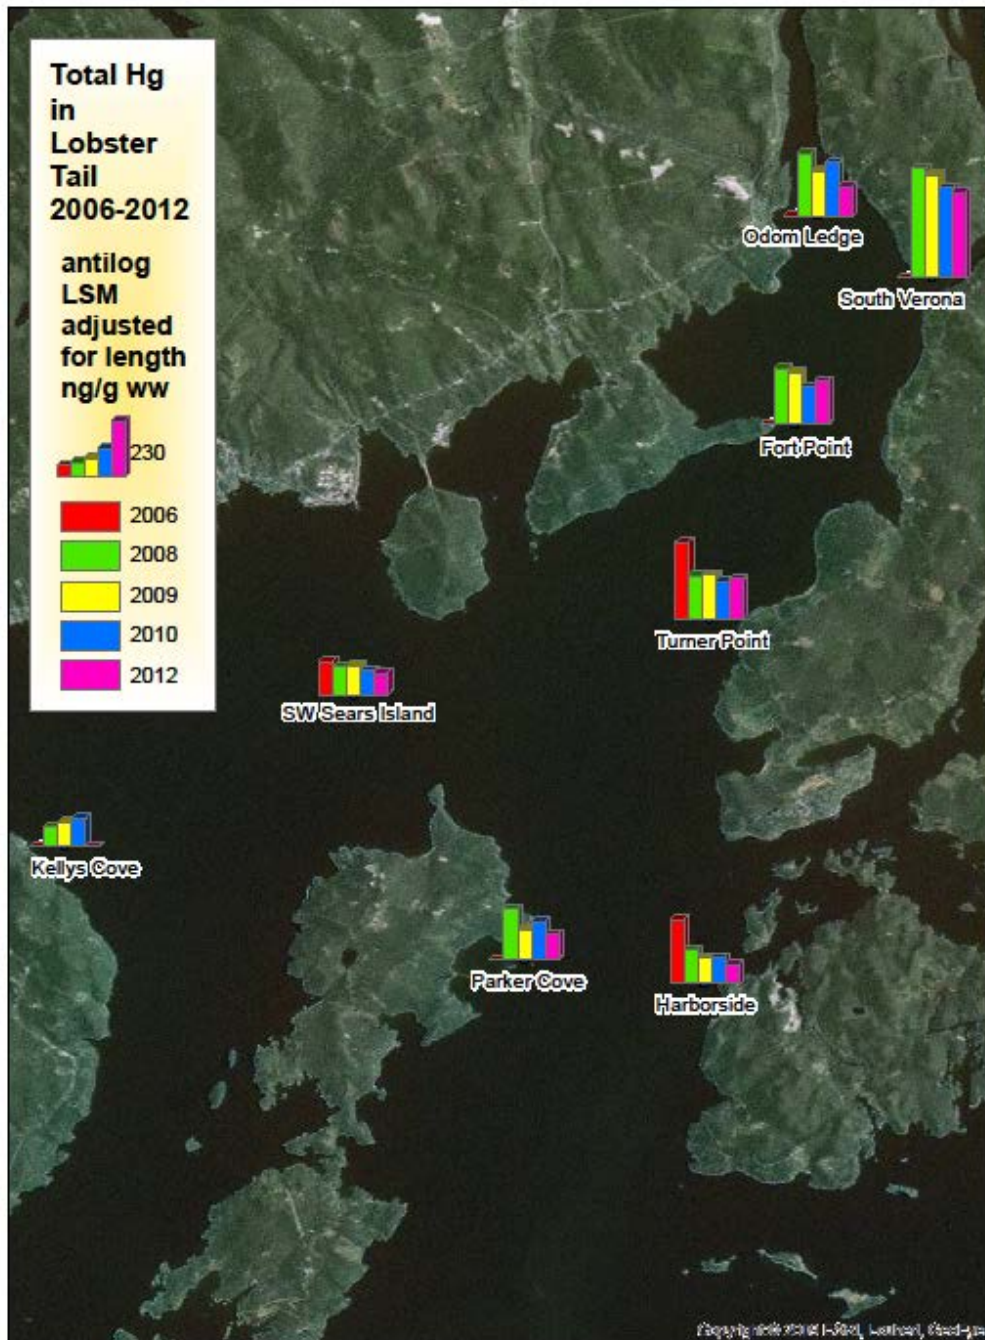 Total Hg
in
Lobster
Tail
2006-2012
antilog
LSM
adjusted
for length
ng/g ww
230
2006
2008
2009
2010
2012
Odom Ledge
South Verona
Fort Point
Turner Point
SW Sears Island
Kellys Cove
Parker Cove
Harborside